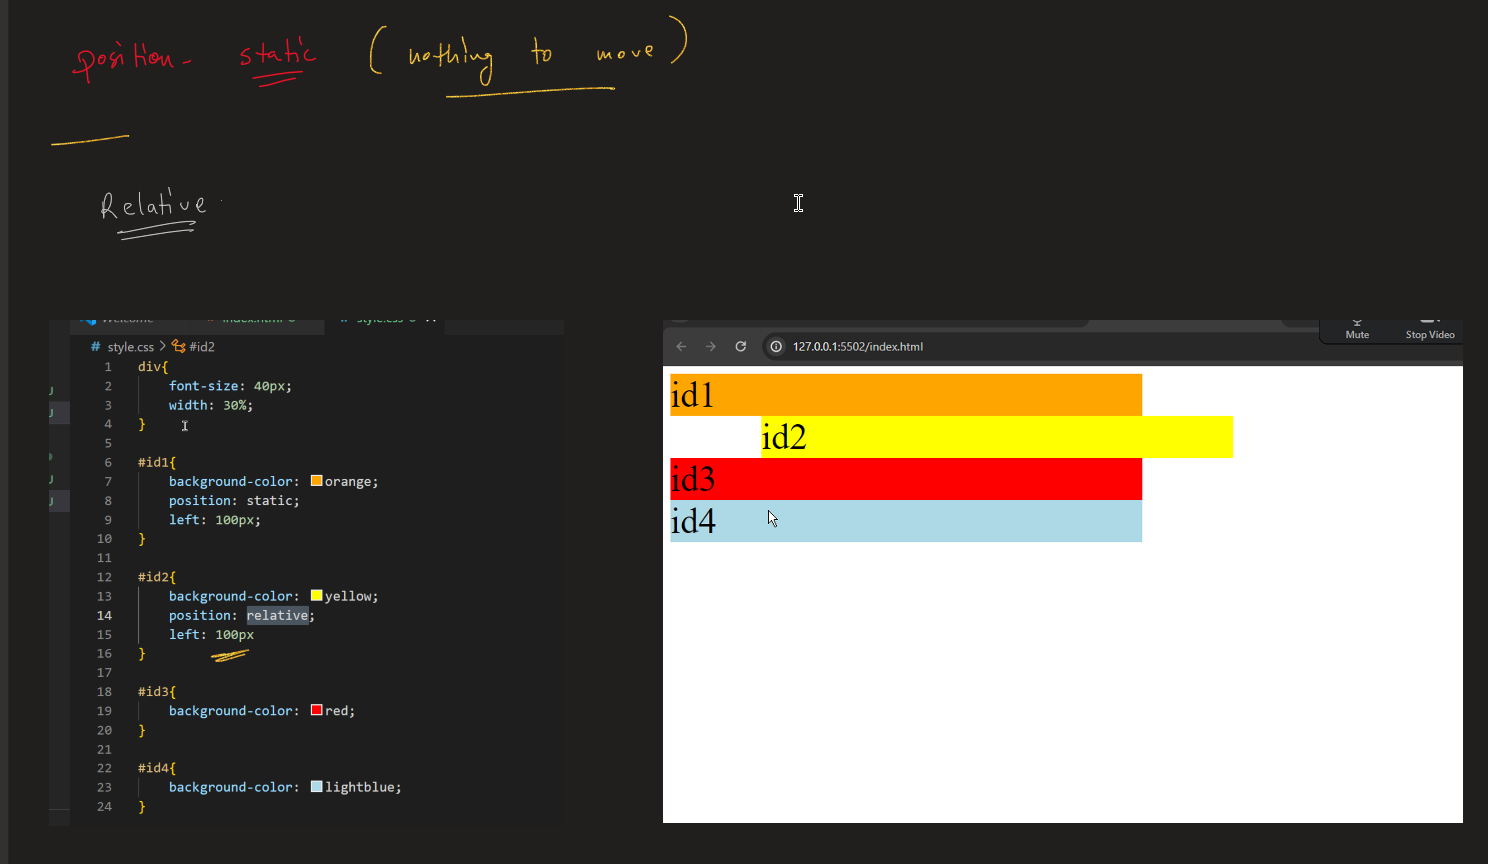 position - static ( nothing to move )
Relative
# style.css > #id2
1 div{
2 font-size: 40px;
3 width: 30%;
4 }
5
6 #id1{
7 background-color: orange;
8 position: static;
9 left: 100px;
10 }
11
12 #id2{
13 background-color: yellow;
14 position: relative;
15 left: 100px
16 }
17
18 #id3{
19 background-color: red;
20 }
21
22 #id4{
23 background-color: lightblue;
24 }
Mute Stop Video
127.0.0.1:5502/index.html
id1
id2
id3
id4